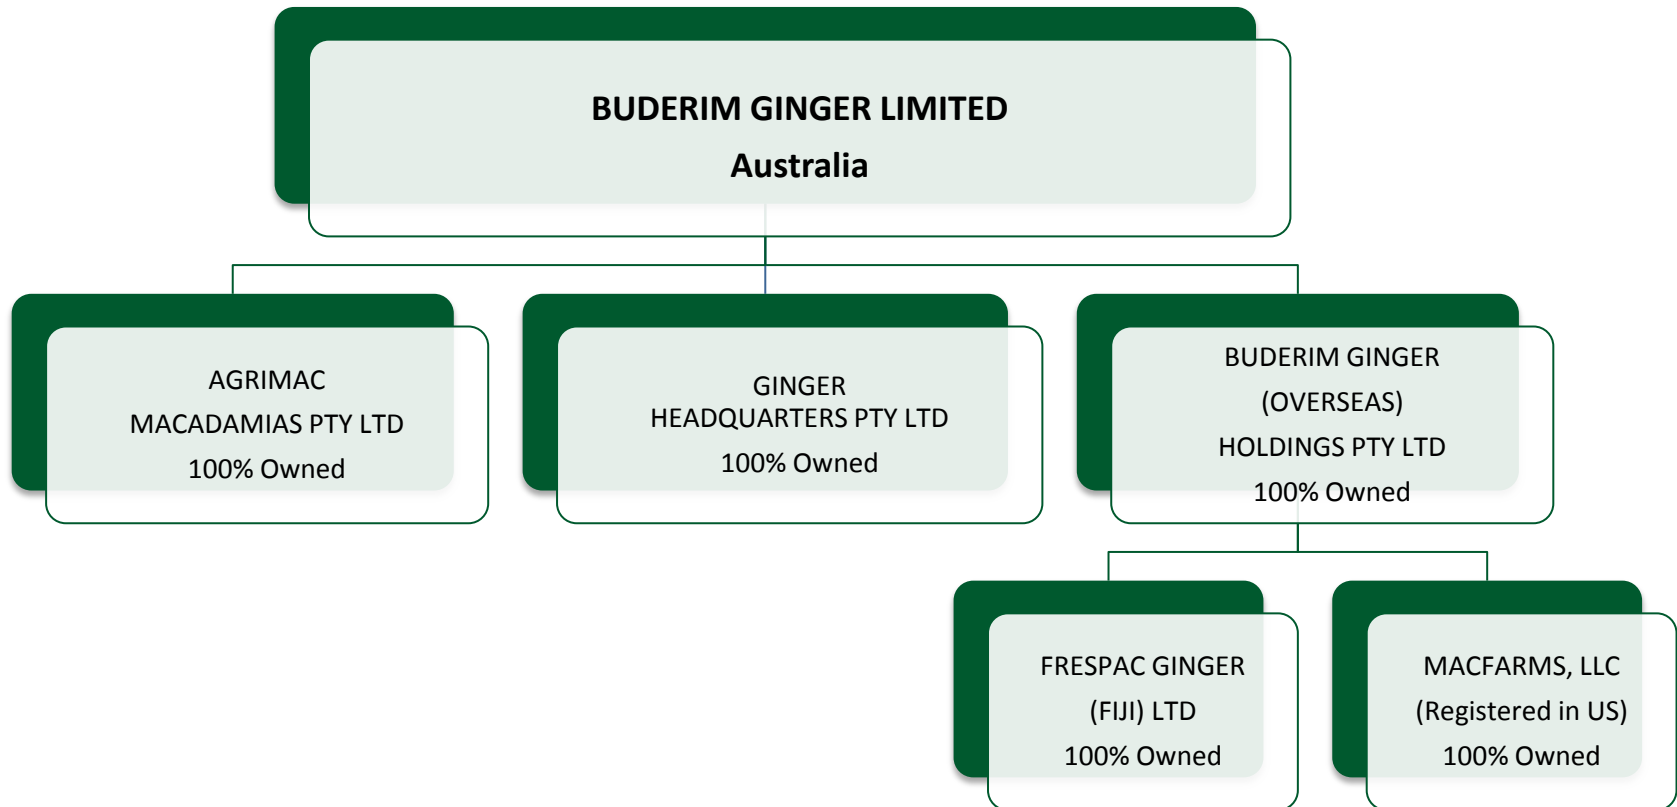 BUDERIM GINGER LIMITED
Australia
AGRIMAC
MACADAMIAS PTY LTD
100% Owned
GINGER
HEADQUARTERS PTY LTD
100% Owned
BUDERIM GINGER
(OVERSEAS)
HOLDINGS PTY LTD
100% Owned
FRESPAC GINGER
(FIJI) LTD
100% Owned
MACFARMS, LLC
(Registered in US)
100% Owned